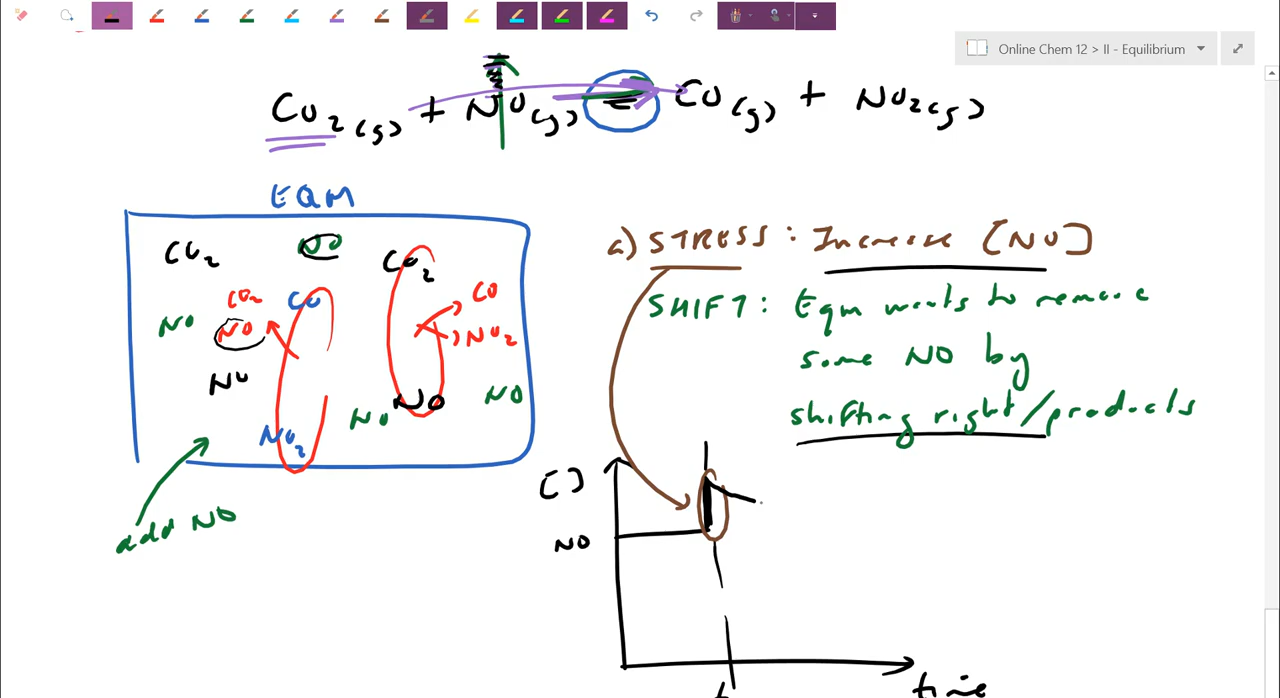 Online Chem 12 > II - Equilibrium
CO2(g) + NO(g) ⇌ CO(g) + NO2(g)
EQM
CO2 NO CO2
CO2 CO CO
NO NO NO2
NO NO NO
NO2 NO
add NO
a) STRESS: Increase [NO]
SHIFT: Eqm wants to remove
some NO by
shifting right/products
[ ]
NO
time